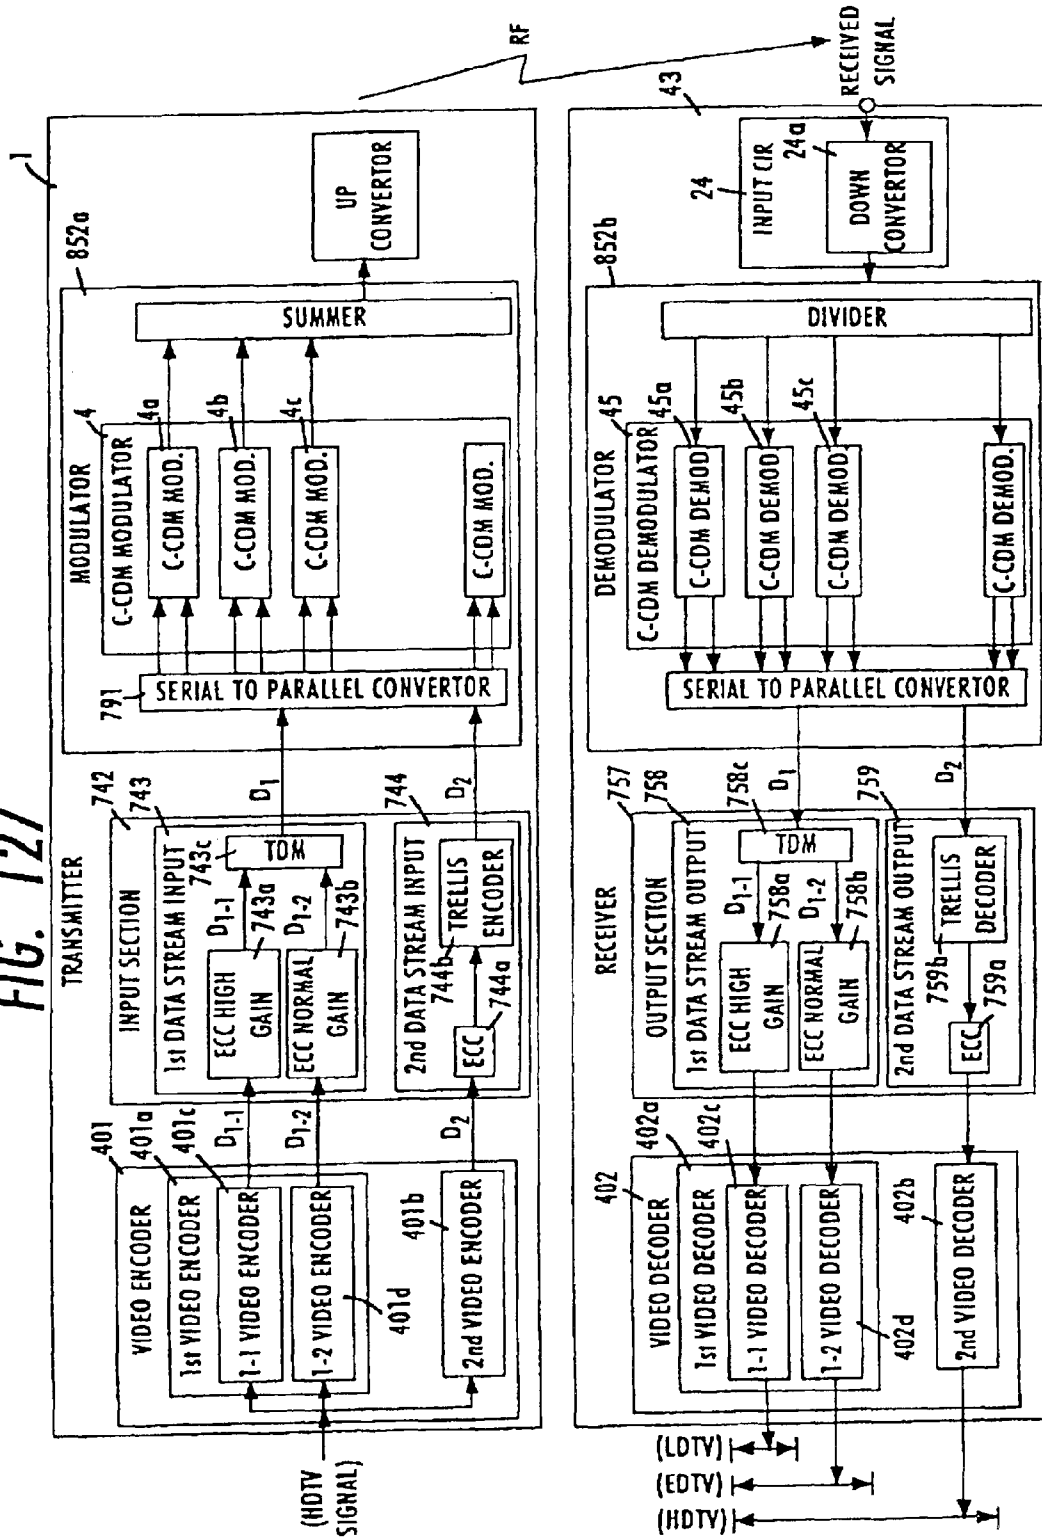 FIG. 127
TRANSMITTER
1
VIDEO ENCODER
401
1st VIDEO ENCODER
401a
1-1 VIDEO ENCODER
401c
1-2 VIDEO ENCODER
401d
2nd VIDEO ENCODER
401b
(HDTV
SIGNAL)
D1-1
D1-2
D2
INPUT SECTION
742
1st DATA STREAM INPUT
743
ECC HIGH
GAIN
743a
ECC NORMAL
GAIN
743b
D1-1
D1-2
TDM
743c
2nd DATA STREAM INPUT
744
ECC
744a
TRELLIS
ENCODER
744b
D1
D2
MODULATOR
852a
SERIAL TO PARALLEL CONVERTOR
791
C-CDM MODULATOR
4
C-CDM MOD.
4a
C-CDM MOD.
4b
C-CDM MOD.
4c
C-CDM MOD.
SUMMER
UP
CONVERTOR
RF
RECEIVER
43
RECEIVED
SIGNAL
INPUT CIR
24
DOWN
CONVERTOR
24a
DEMODULATOR
852b
DIVIDER
C-CDM DEMODULATOR
45
C-CDM DEMOD.
45a
C-CDM DEMOD.
45b
C-CDM DEMOD.
45c
C-CDM DEMOD.
SERIAL TO PARALLEL CONVERTOR
D1
D2
OUTPUT SECTION
757
1st DATA STREAM OUTPUT
758
TDM
758c
D1-1
D1-2
ECC HIGH
GAIN
758a
ECC NORMAL
GAIN
758b
2nd DATA STREAM OUTPUT
759
TRELLIS
DECODER
759b
ECC
759a
VIDEO DECODER
402
1st VIDEO DECODER
402a
1-1 VIDEO DECODER
402c
1-2 VIDEO DECODER
402d
2nd VIDEO DECODER
402b
(LDTV)
(EDTV)
(HDTV)